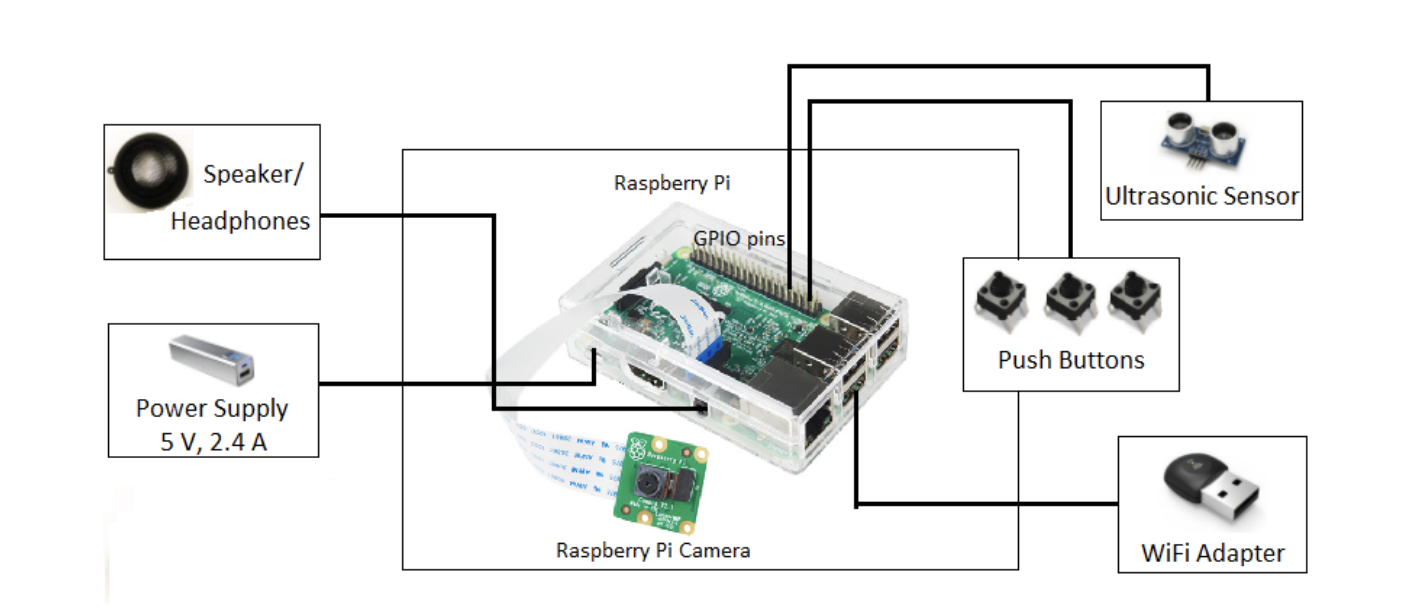 Speaker/
Headphones
Power Supply
5 V, 2.4 A
Raspberry Pi
GPIO pins
Raspberry Pi Camera
Ultrasonic Sensor
Push Buttons
WiFi Adapter